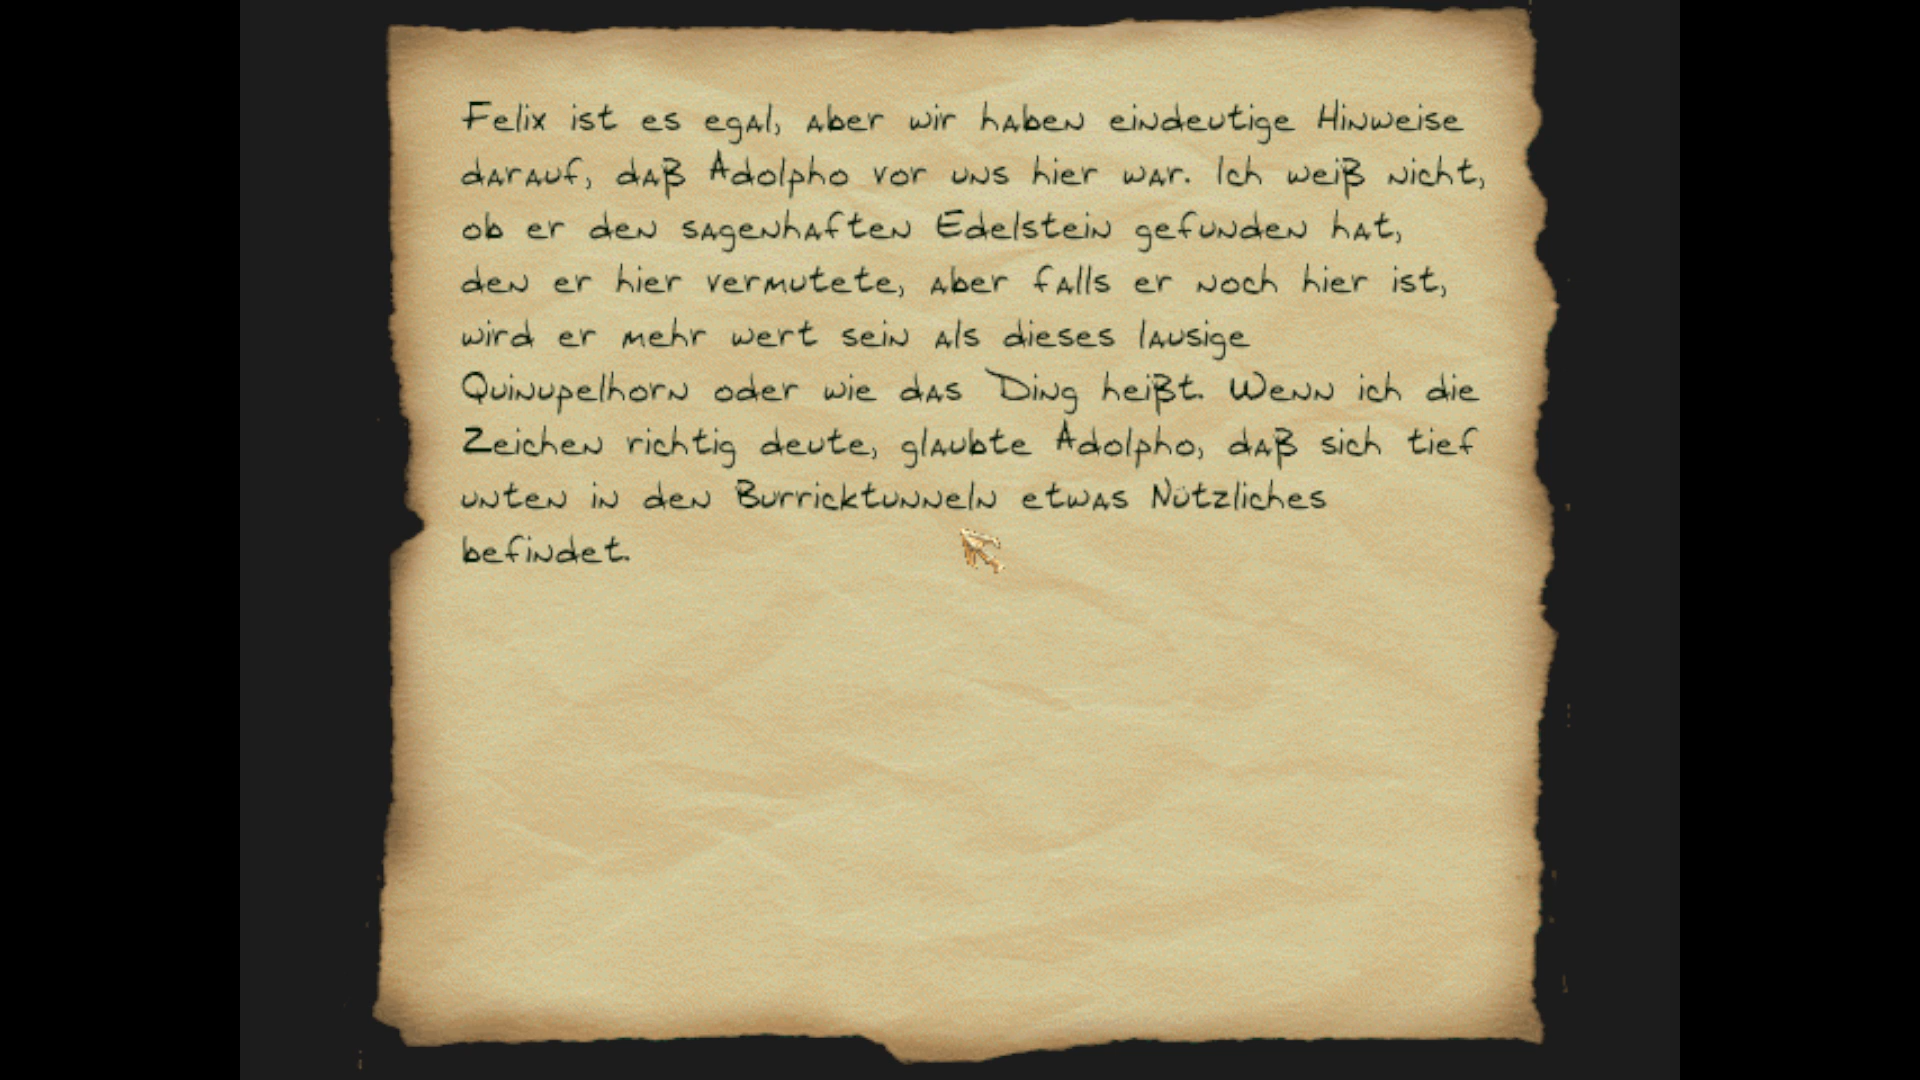 Felix ist es egal, aber wir haben eindeutige Hinweise
darauf, daß Adolpho vor uns hier war. Ich weiß nicht,
ob er den sagenhaften Edelstein gefunden hat,
den er hier vermutete, aber falls er noch hier ist,
wird er mehr wert sein als dieses lausige
Quinupelhorn oder wie das Ding heißt. Wenn ich die
Zeichen richtig deute, glaubte Adolpho, daß sich tief
unten in den Burricktunneln etwas Nützliches
befindet.